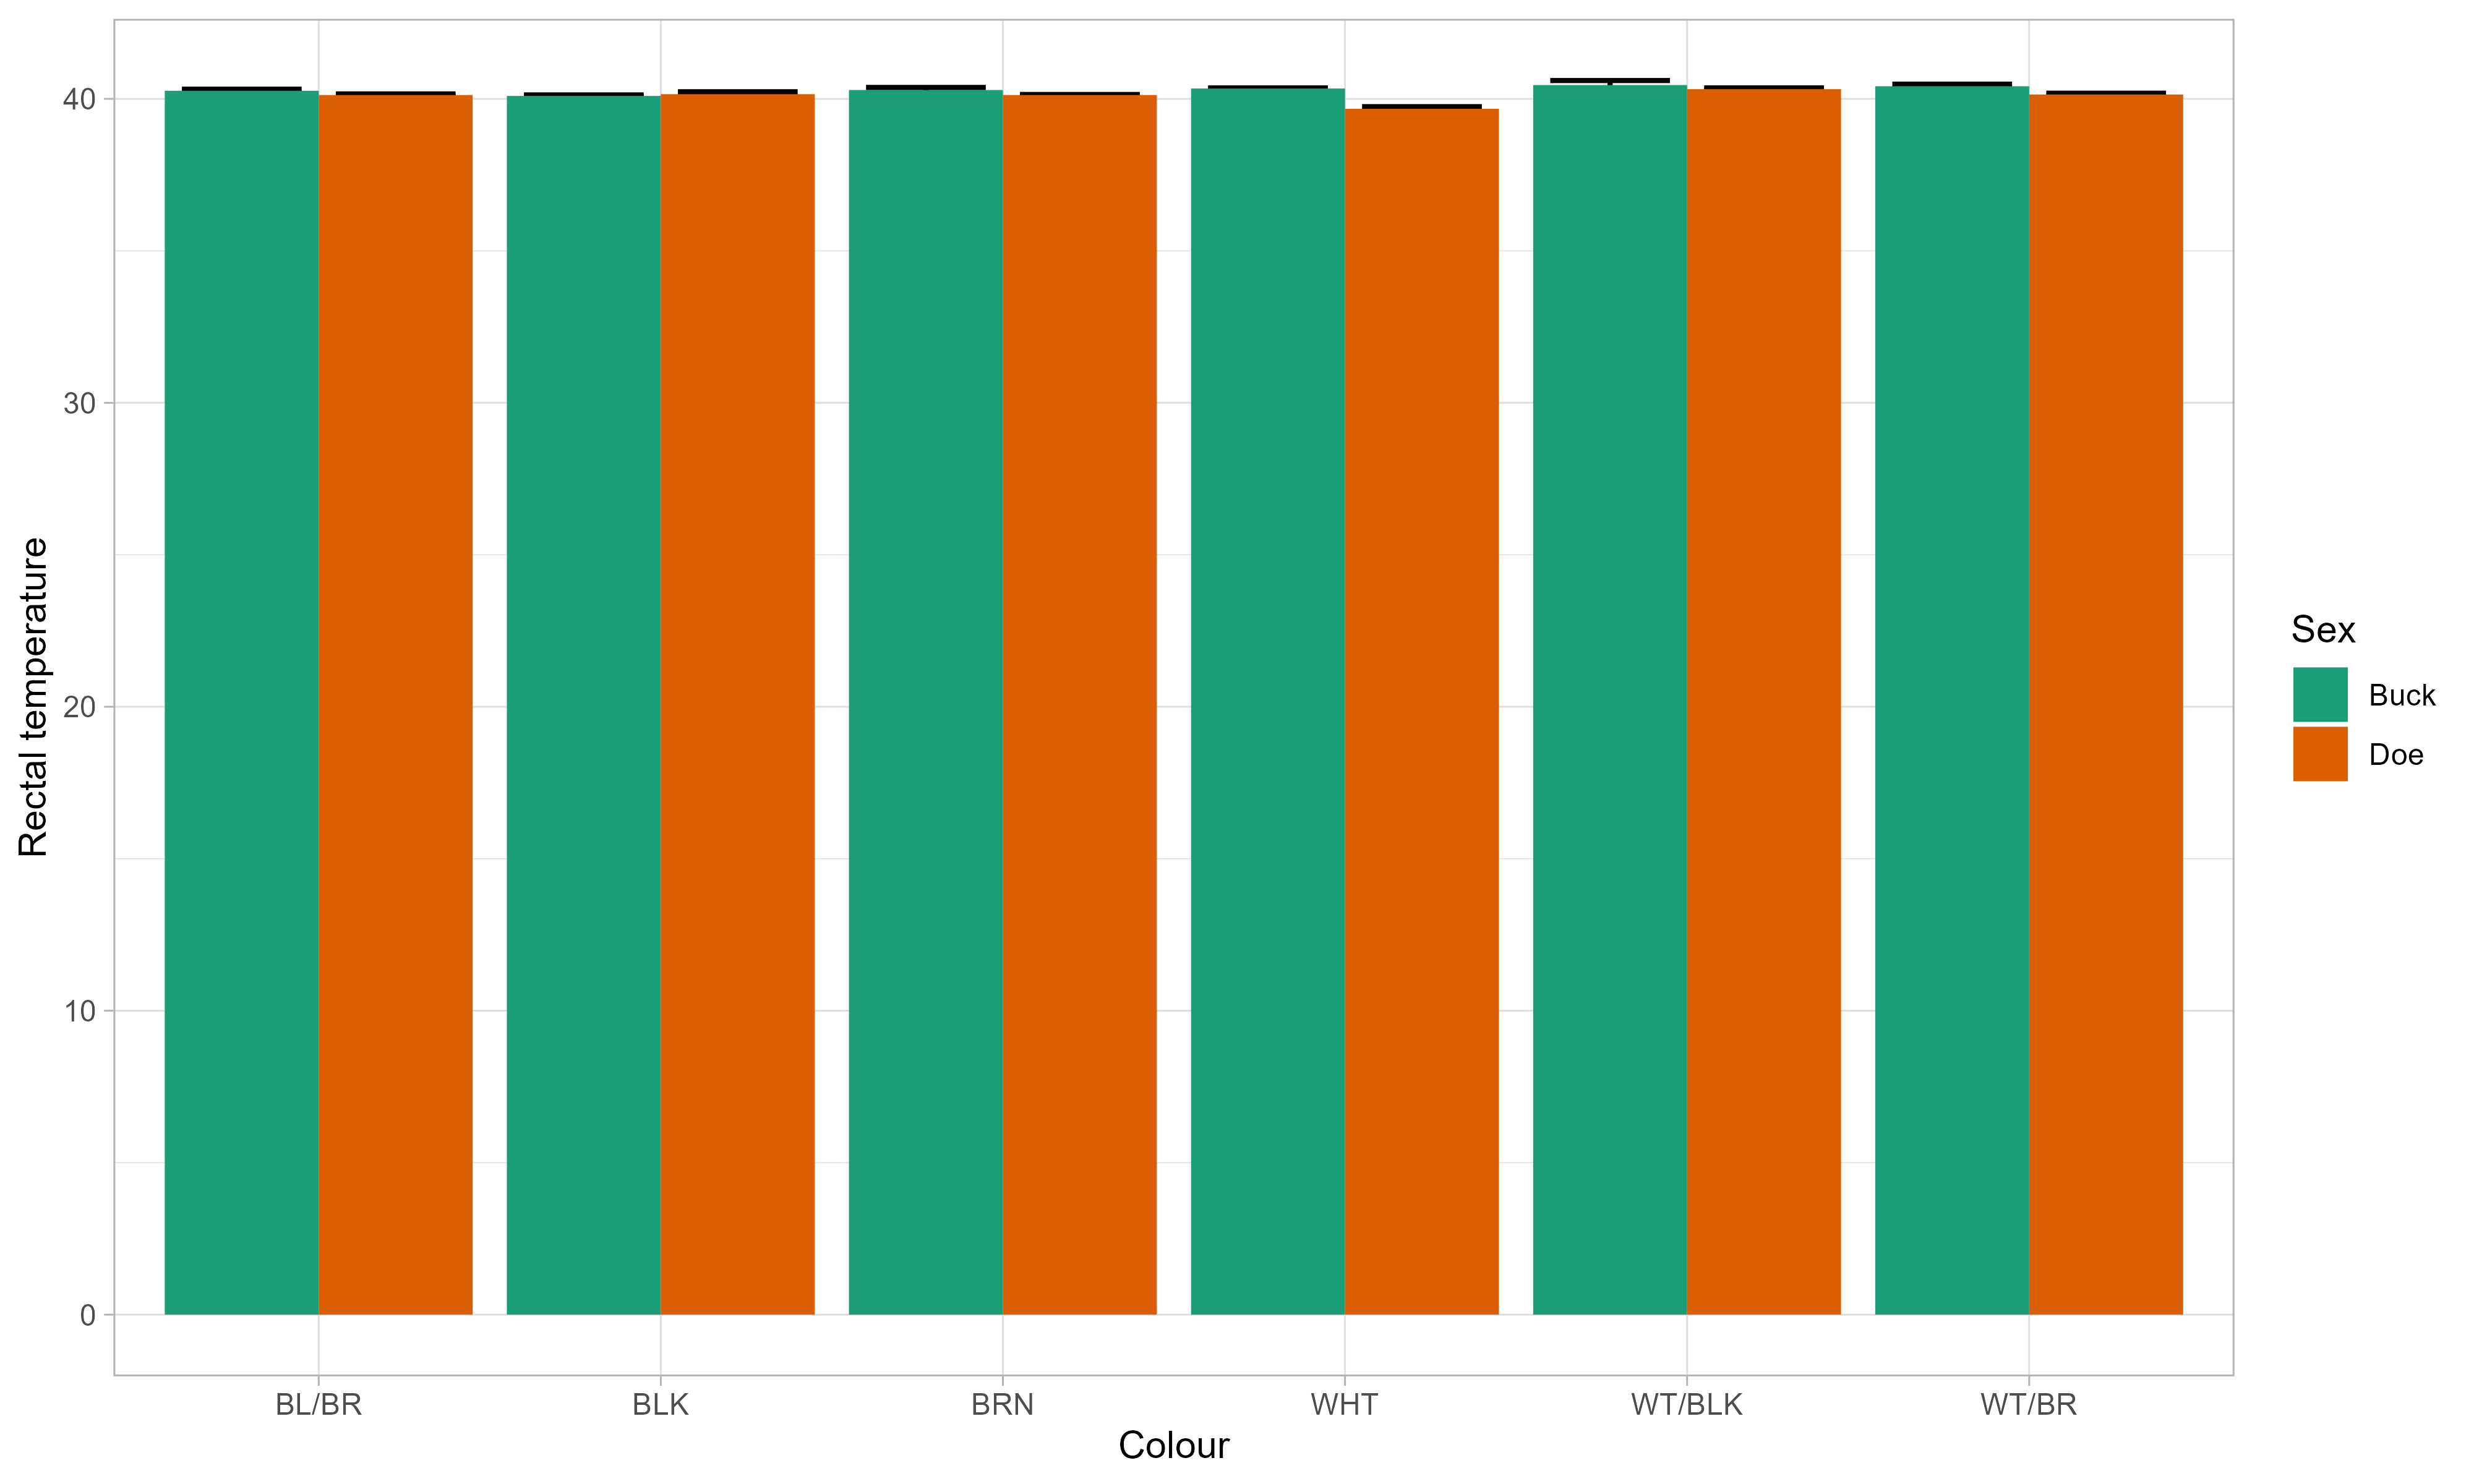 Rectal temperature
40
30
20
10
0
BL/BR
BLK
BRN
WHT
WT/BLK
WT/BR
Colour
Sex
Buck
Doe